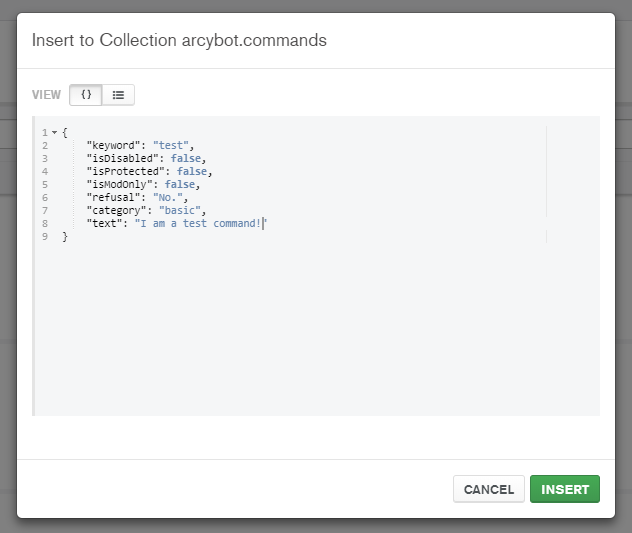 Insert to Collection arcybot.commands
VIEW {}
1 {
2 "keyword": "test",
3 "isDisabled": false,
4 "isProtected": false,
5 "isModOnly": false,
6 "refusal": "No.",
7 "category": "basic",
8 "text": "I am a test command!"
9 }
CANCEL INSERT